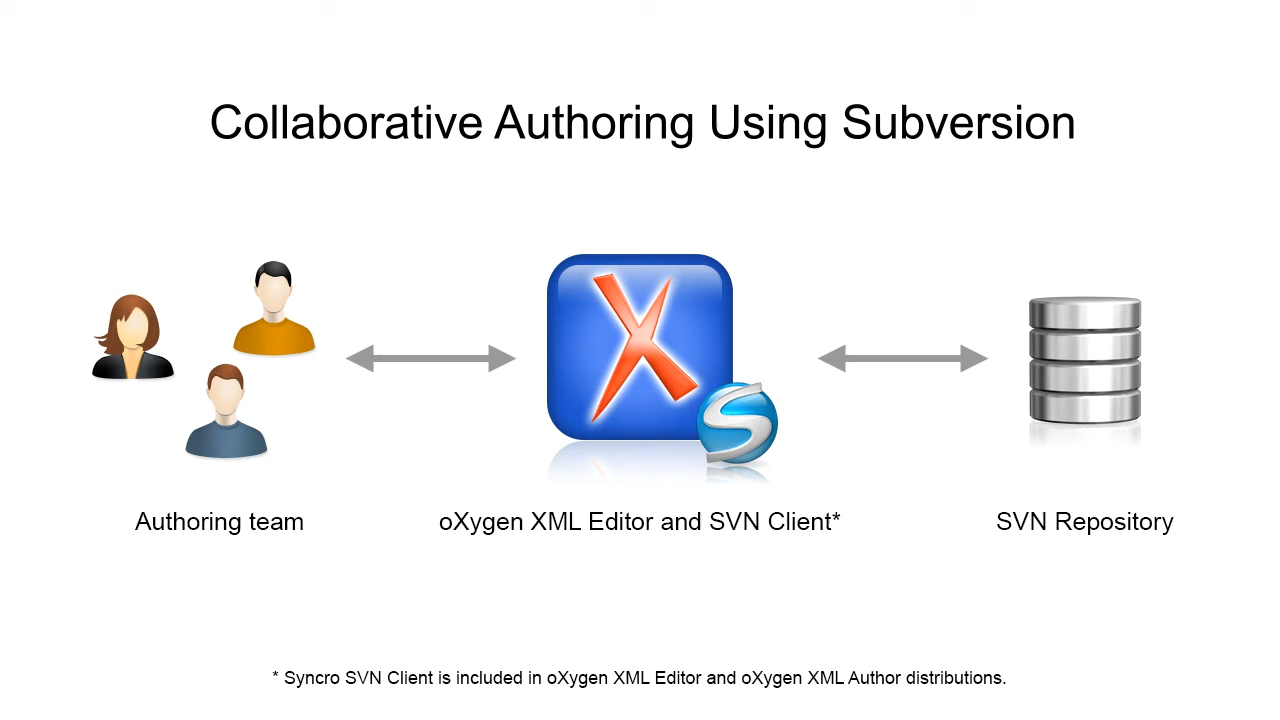 Collaborative Authoring Using Subversion
Authoring team
oXygen XML Editor and SVN Client*
SVN Repository
* Syncro SVN Client is included in oXygen XML Editor and oXygen XML Author distributions.